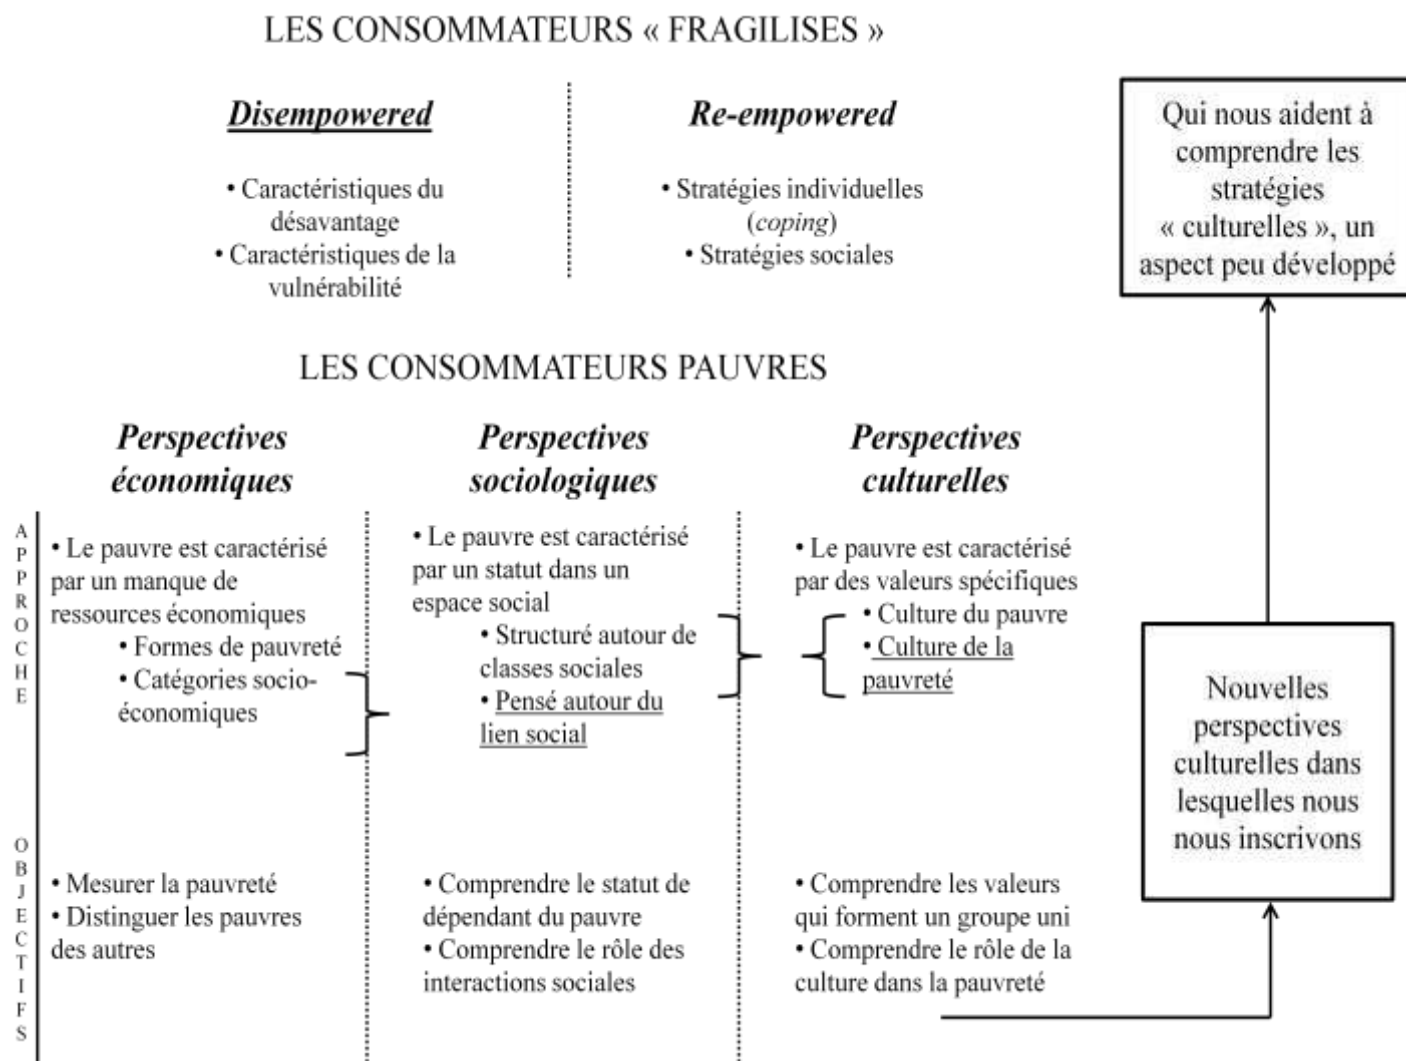 LES CONSOMMATEURS « FRAGILISES »
Disempowered
• Caractéristiques du
désavantage
• Caractéristiques de la
vulnérabilité
Re-empowered
• Stratégies individuelles
(coping)
• Stratégies sociales
Qui nous aident à
comprendre les
stratégies
« culturelles », un
aspect peu développé
LES CONSOMMATEURS PAUVRES
Perspectives
économiques
Perspectives
sociologiques
Perspectives
culturelles
APPROCHE
• Le pauvre est caractérisé
par un manque de
ressources économiques
• Formes de pauvreté
• Catégories socio-
économiques
• Le pauvre est caractérisé
par un statut dans un
espace social
• Structuré autour de
classes sociales
• Pensé autour du
lien social
• Le pauvre est caractérisé
par des valeurs spécifiques
• Culture du pauvre
• Culture de la
pauvreté
Nouvelles
perspectives
culturelles dans
lesquelles nous
nous inscrivons
OBJECTIFS
• Mesurer la pauvreté
• Distinguer les pauvres
des autres
• Comprendre le statut de
dépendant du pauvre
• Comprendre le rôle des
interactions sociales
• Comprendre les valeurs
qui forment un groupe uni
• Comprendre le rôle de la
culture dans la pauvreté